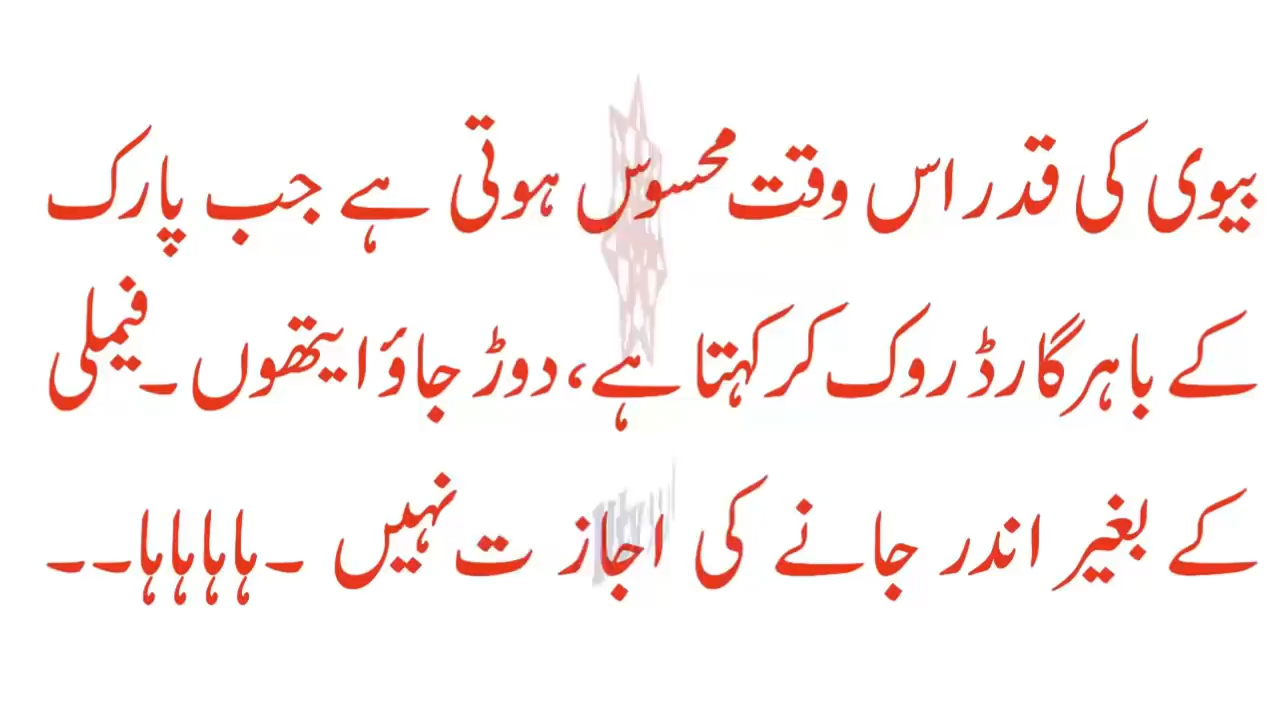 بیوی کی قدر اس وقت محسوس ہوتی ہے جب پارک
کے باہر گارڈ روک کر کہتا ہے، دوڑ جاؤ ایتھوں ۔ فیملی
کے بغیر اندر جانے کی اجاز ت نہیں ۔ ہاہاہاہا۔۔۔